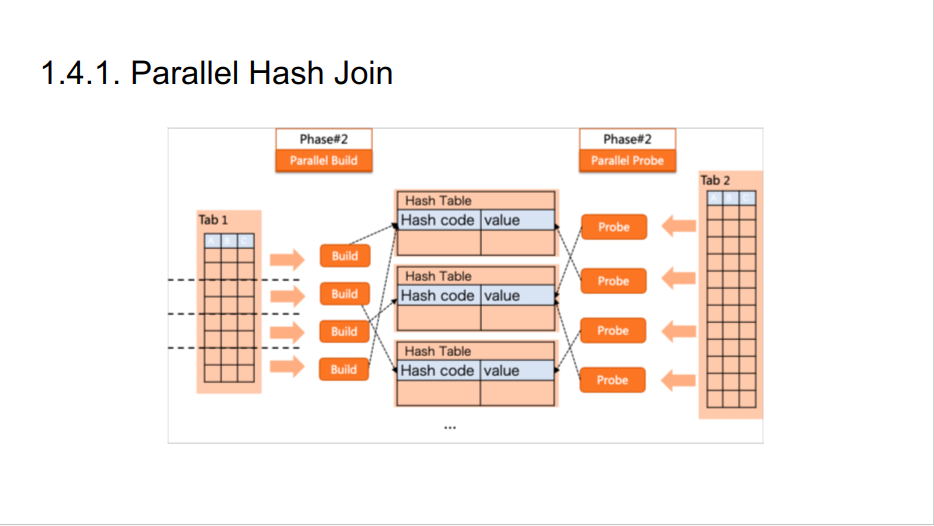 1.4.1. Parallel Hash Join
Phase#2
Parallel Build
Phase#2
Parallel Probe
Tab 1
A B C
Build
Build
Build
Build
Hash Table
Hash code value
Hash Table
Hash code value
Hash Table
Hash code value
...
Probe
Probe
Probe
Probe
Tab 2
A B C